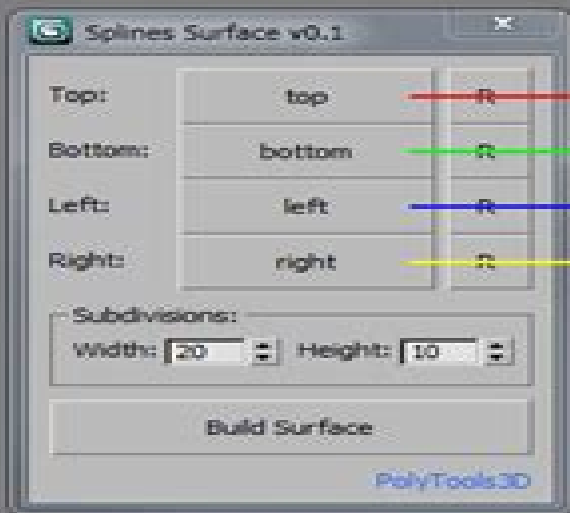 Splines Surface v0.1
Top: top R
Bottom: bottom R
Left: left R
Right: right R
Subdivisions:
Width: 20 Height: 10
Build Surface
PolyTools3D